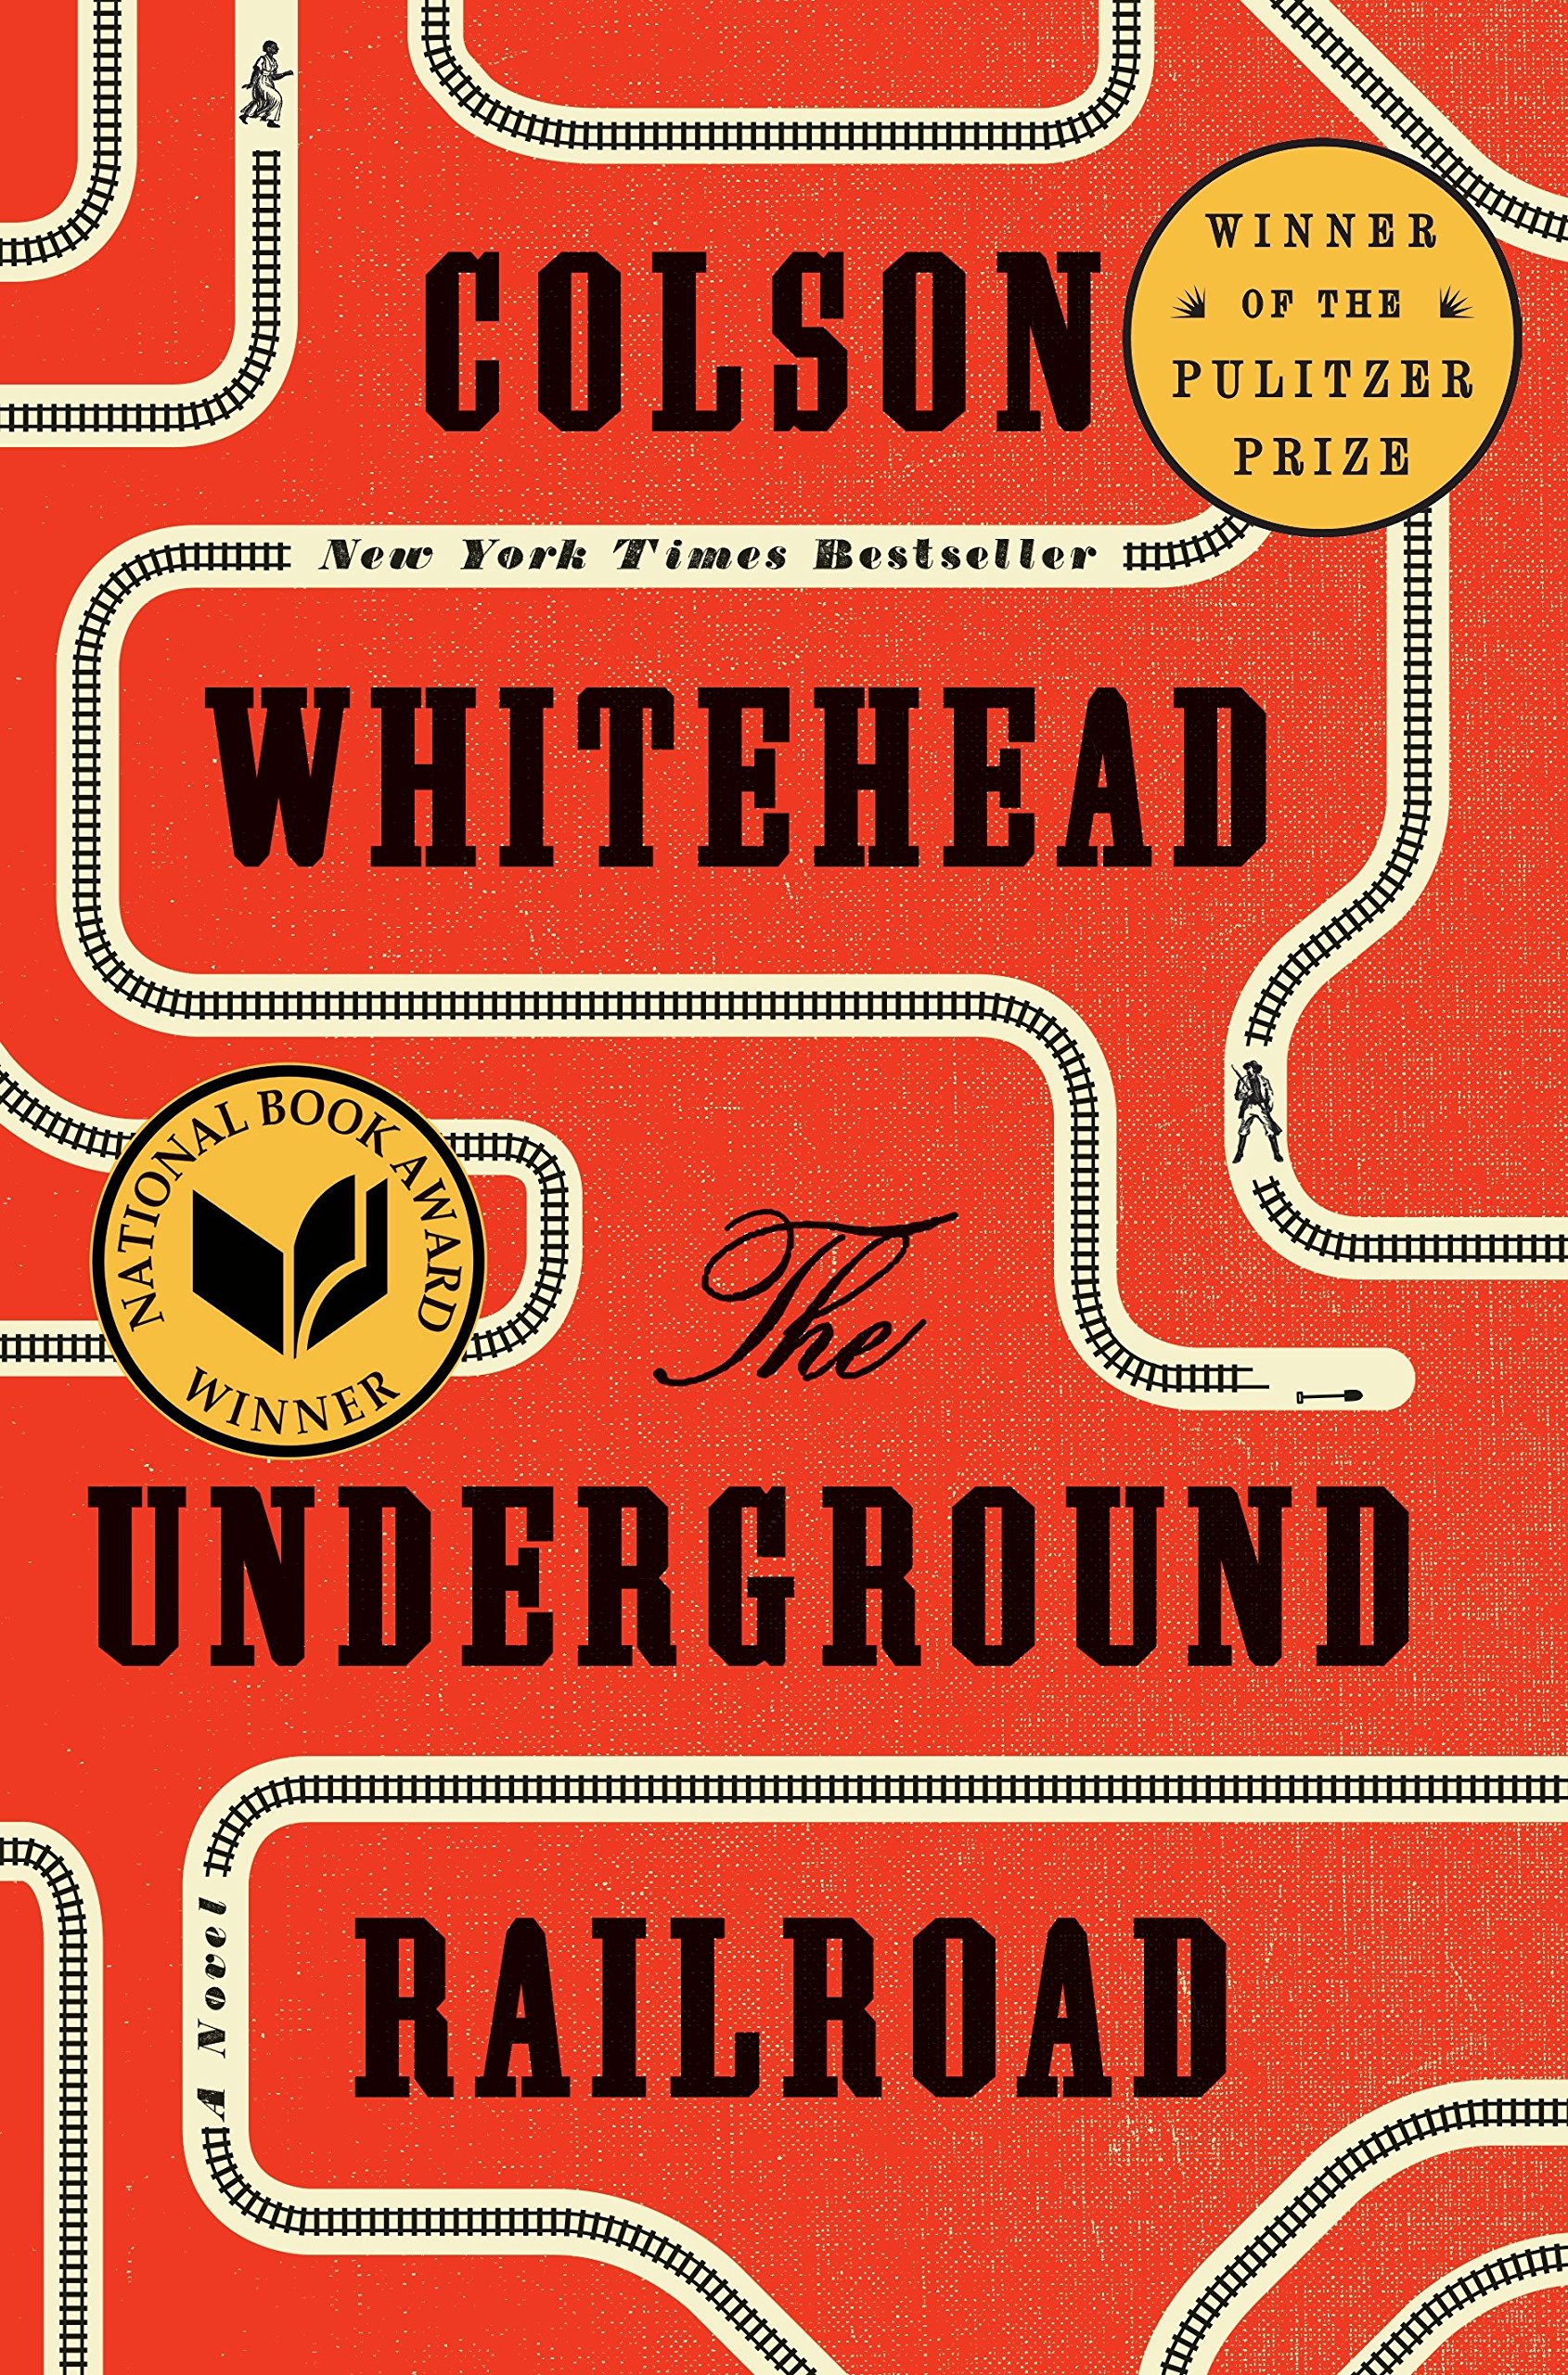 COLSON
WINNER
OF THE
PULITZER
PRIZE
New York Times Bestseller
WHITEHEAD
NATIONAL BOOK AWARD
WINNER
The
UNDERGROUND
A Novel
RAILROAD